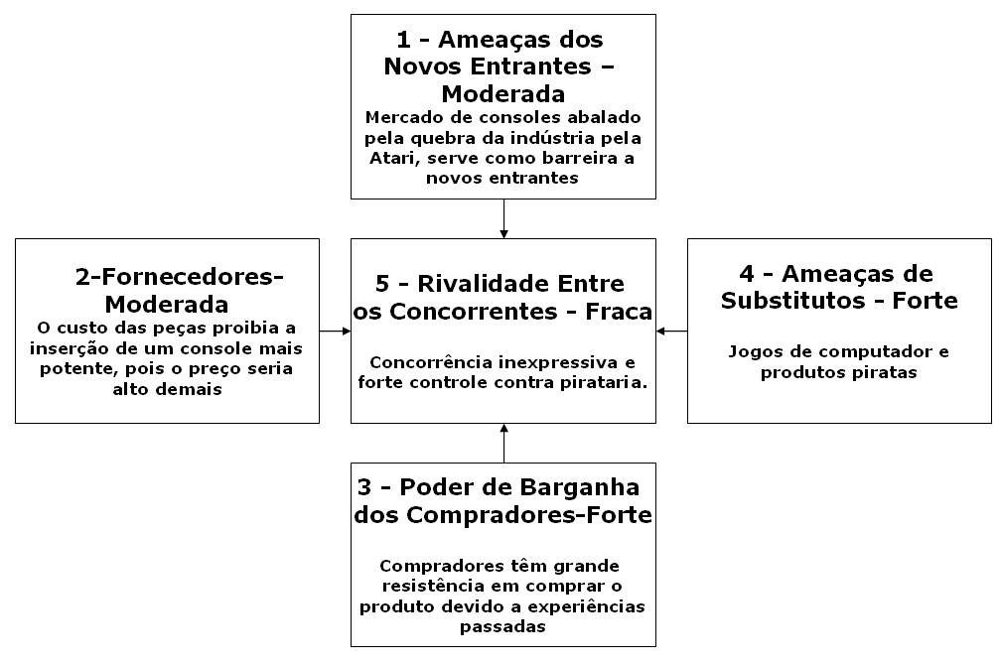 1 - Ameaças dos
Novos Entrantes –
Moderada
Mercado de consoles abalado
pela quebra da indústria pela
Atari, serve como barreira a
novos entrantes
2-Fornecedores-
Moderada
O custo das peças proibia a
inserção de um console mais
potente, pois o preço seria
alto demais
5 - Rivalidade Entre
os Concorrentes – Fraca
Concorrência inexpressiva e
forte controle contra pirataria.
4 - Ameaças de
Substitutos - Forte
Jogos de computador e
produtos piratas
3 - Poder de Barganha
dos Compradores-Forte
Compradores têm grande
resistência em comprar o
produto devido a experiências
passadas